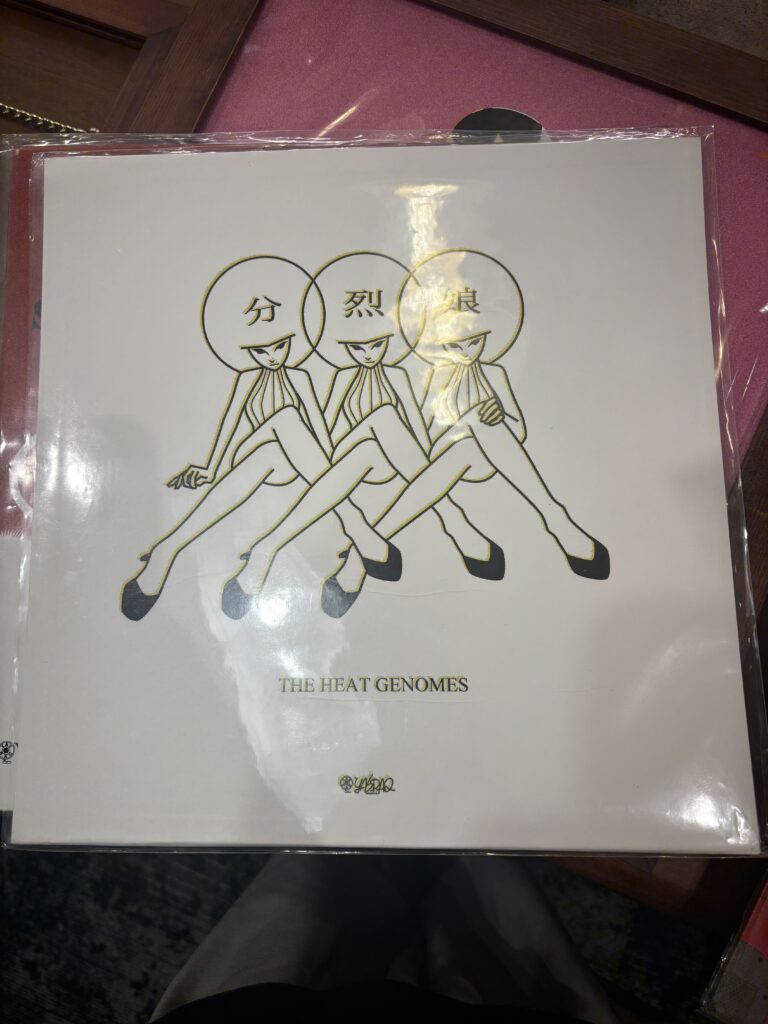 分 烈 娘
THE HEAT GENOMES